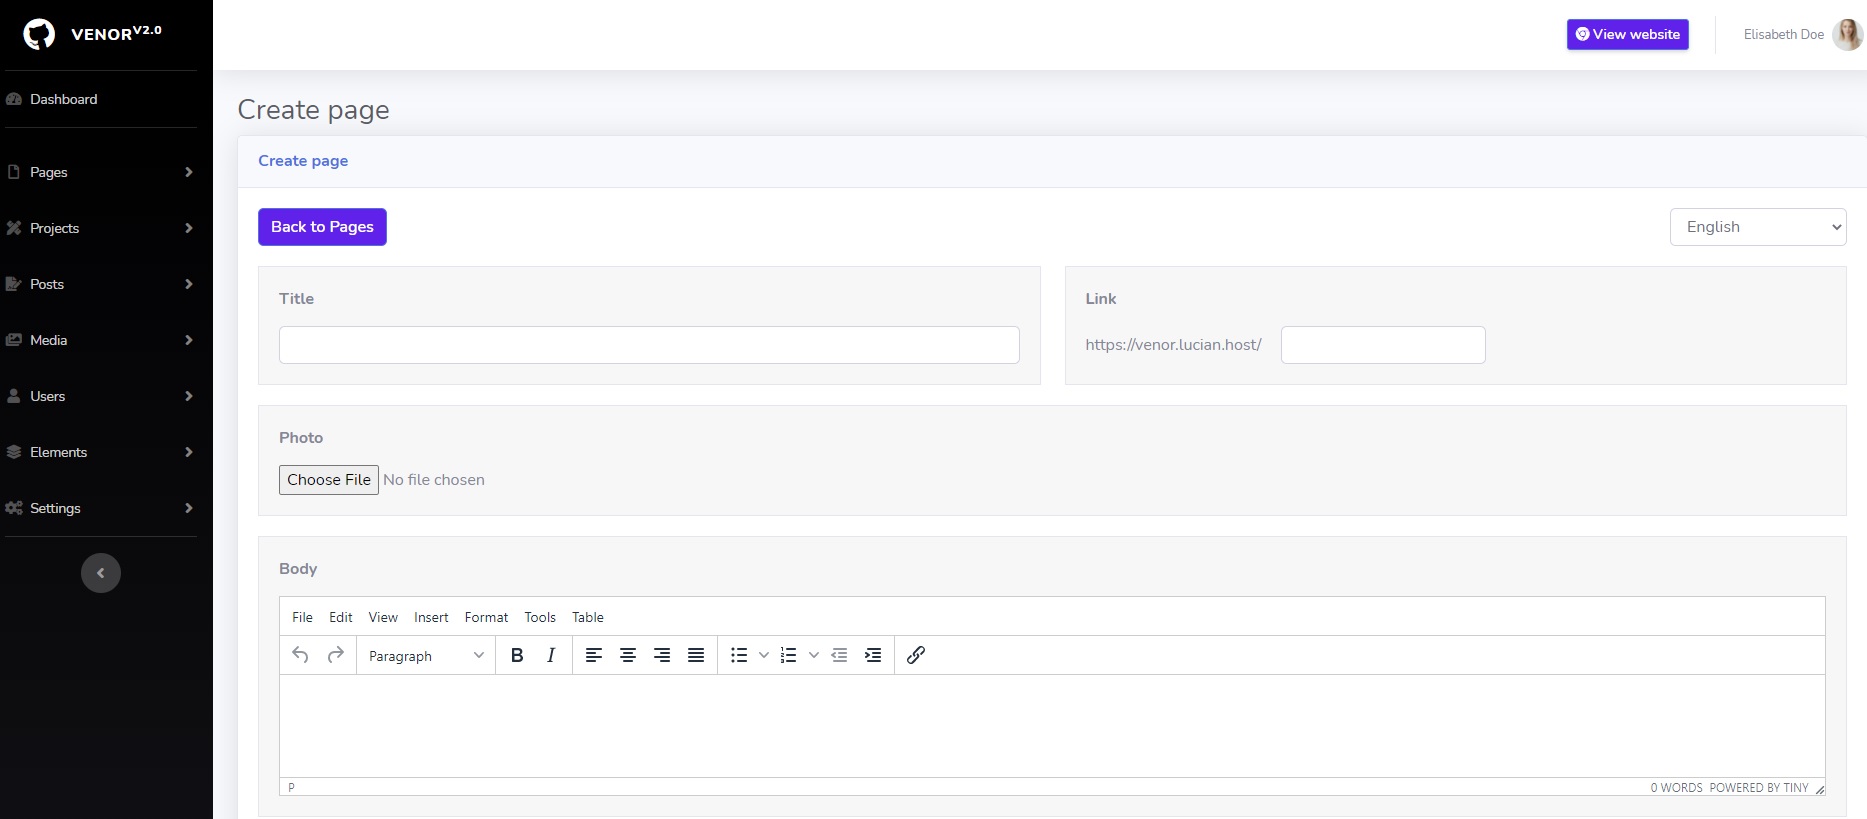 VENORV2.0
View website
Elisabeth Doe
Dashboard
Pages
Projects
Posts
Media
Users
Elements
Settings
Create page
Create page
Back to Pages
English
Title
Link
https://venor.lucian.host/
Photo
Choose File No file chosen
Body
File Edit View Insert Format Tools Table
Paragraph B I
P
0 WORDS POWERED BY TINY